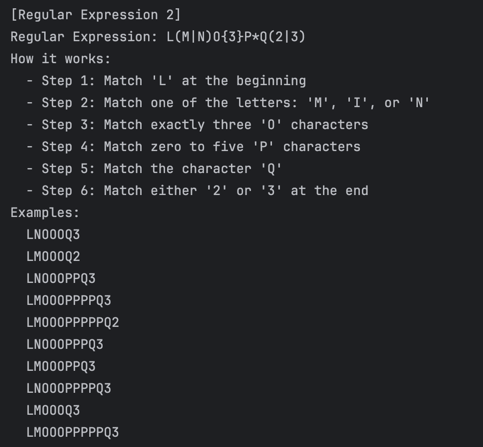 [Regular Expression 2]
Regular Expression: L(M|N)O{3}P*Q(2|3)
How it works:
- Step 1: Match 'L' at the beginning
- Step 2: Match one of the letters: 'M', 'I', or 'N'
- Step 3: Match exactly three 'O' characters
- Step 4: Match zero to five 'P' characters
- Step 5: Match the character 'Q'
- Step 6: Match either '2' or '3' at the end
Examples:
LNOOOQ3
LMOOOQ2
LNOOOPPQ3
LMOOOPPPPQ3
LMOOOPPPPPQ2
LNOOOPPPQ3
LMOOOPPQ3
LNOOOPPPPQ3
LMOOOQ3
LMOOOPPPPPQ3